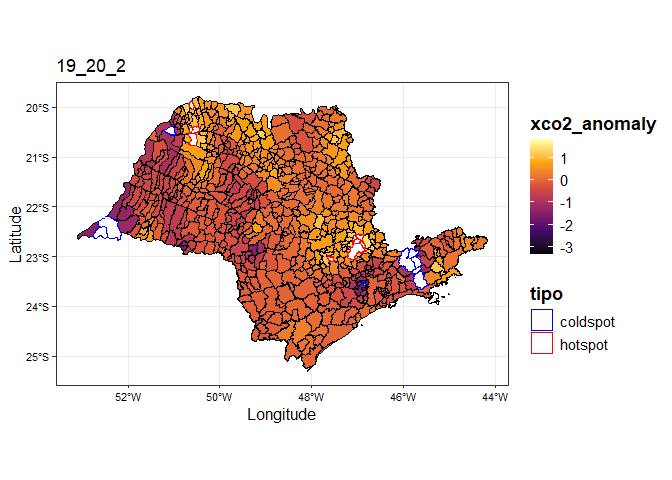 19_20_2
20°S
21°S
22°S
23°S
24°S
25°S
Latitude
52°W
50°W
48°W
46°W
44°W
Longitude
xco2_anomaly
1
0
-1
-2
-3
tipo
coldspot
hotspot